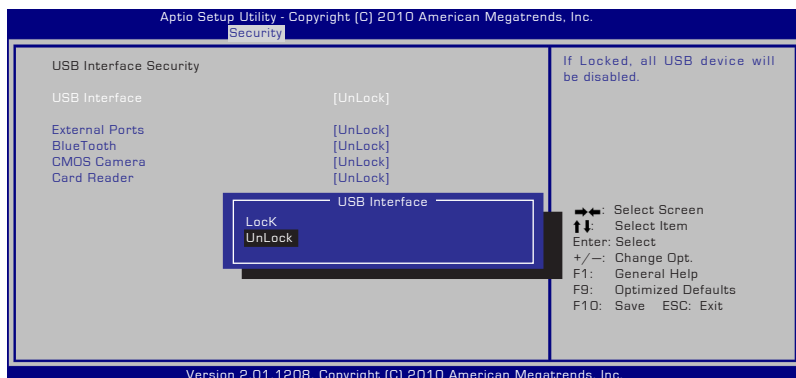 Aptio Setup Utility - Copyright (C) 2010 American Megatrends, Inc.
Security
USB Interface Security
USB Interface [UnLock]
External Ports [UnLock]
BlueTooth [UnLock]
CMOS Camera [UnLock]
Card Reader [UnLock]
USB Interface
LocK
UnLock
If Locked, all USB device will
be disabled.
→←: Select Screen
↑↓: Select Item
Enter: Select
+/—: Change Opt.
F1: General Help
F9: Optimized Defaults
F10: Save ESC: Exit
Version 2.01.1208. Copyright (C) 2010 American Megatrends, Inc.